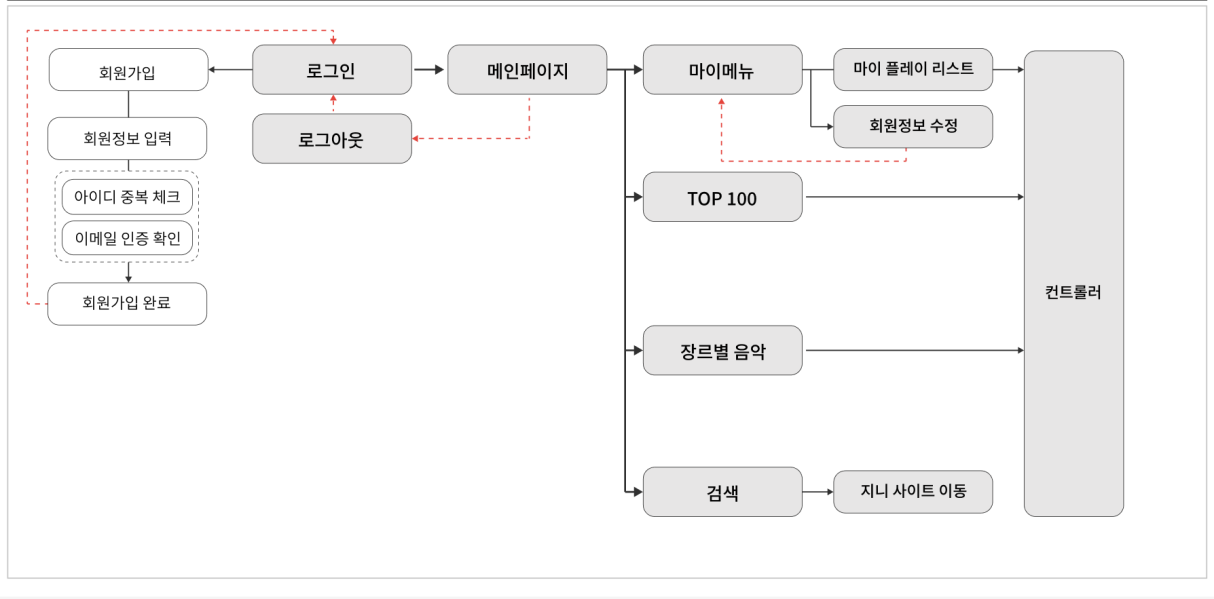 회원가입
로그인
메인페이지
마이메뉴
마이 플레이 리스트
회원정보 입력
로그아웃
회원정보 수정
아이디 중복 체크
TOP 100
이메일 인증 확인
회원가입 완료
컨트롤러
장르별 음악
검색
지니 사이트 이동